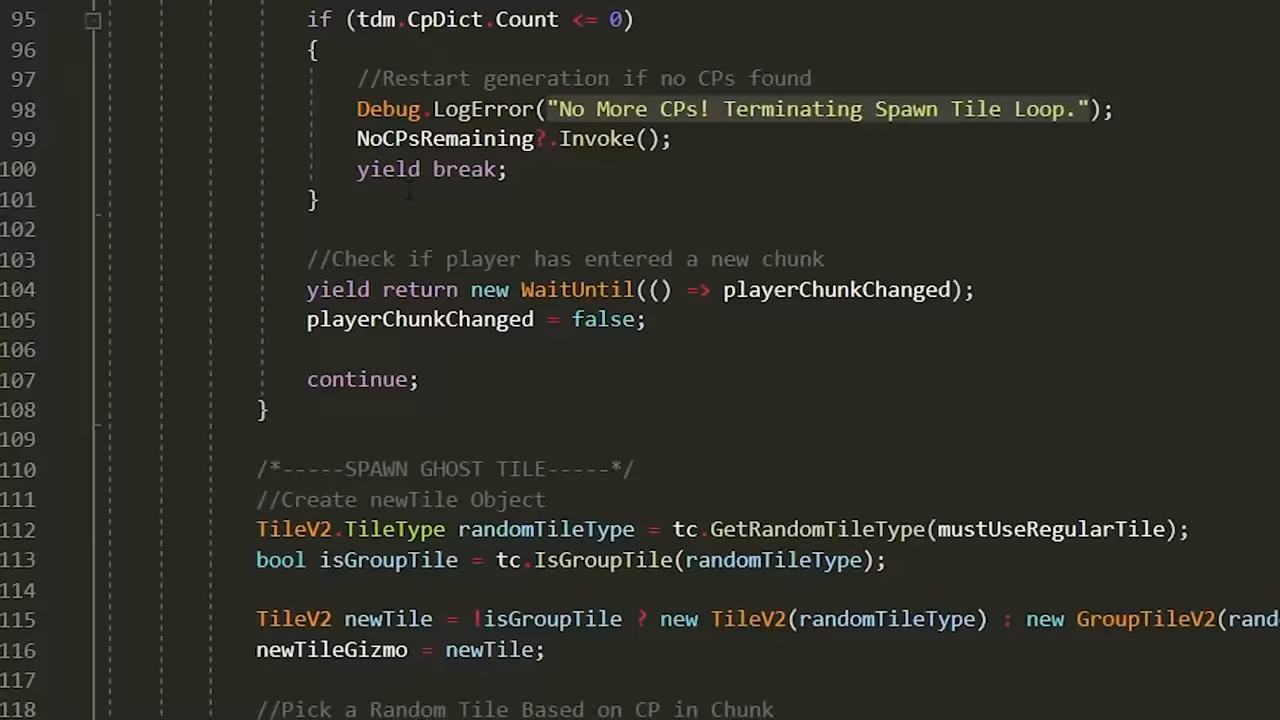 95 if (tdm.CpDict.Count <= 0)
96 {
97 //Restart generation if no CPs found
98 Debug.LogError("No More CPs! Terminating Spawn Tile Loop.");
99 NoCPsRemaining?.Invoke();
100 yield break;
101 }
102
103 //Check if player has entered a new chunk
104 yield return new WaitUntil(() => playerChunkChanged);
105 playerChunkChanged = false;
106
107 continue;
108 }
109
110 /*-----SPAWN GHOST TILE-----*/
111 //Create newTile Object
112 TileV2.TileType randomTileType = tc.GetRandomTileType(mustUseRegularTile);
113 bool isGroupTile = tc.IsGroupTile(randomTileType);
114
115 TileV2 newTile = !isGroupTile ? new TileV2(randomTileType) : new GroupTileV2(rand
116 newTileGizmo = newTile;
117
118 //Pick a Random Tile Based on CP in Chunk